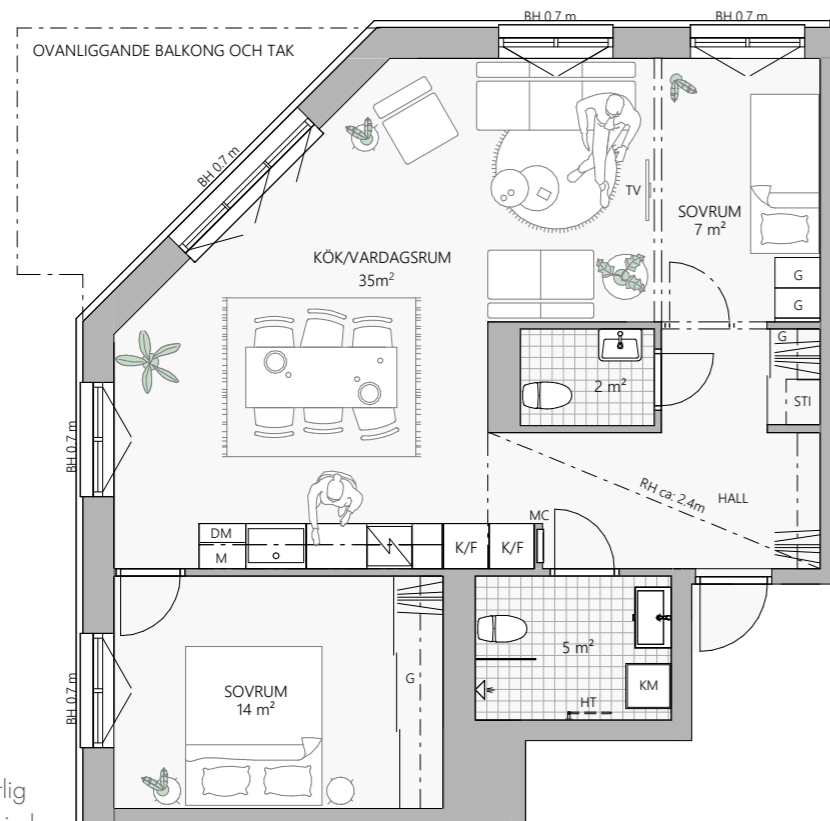 BH 0.7 m
BH 0.7 m
OVANLIGGANDE BALKONG OCH TAK
BH 0.7 m
TV
SOVRUM
7 m²
KÖK/VARDAGSRUM
35m²
G
G
G
2 m²
STI
BH 0.7 m
RH ca: 2.4m
HALL
MC
DM
M
K/F
K/F
5 m²
SOVRUM
14 m²
G
KM
HT
BH 0.7 m